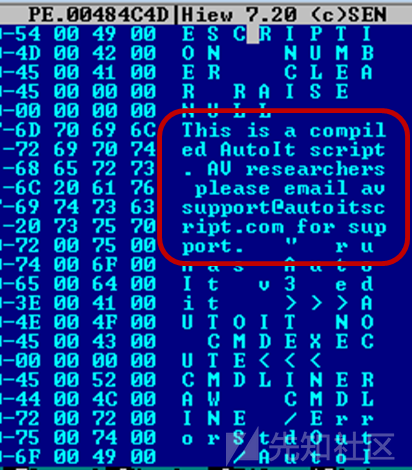 PE.00484C4D|Hiew 7.20 (c)SEN
-54 00 49 00 E S C R I P T I
-4D 00 42 00 O N N U M B
-45 00 41 00 E R C L E A
-45 00 00 00 R R A I S E
-00 00 00 00 N U L L
-6D 70 69 6C This is a compil
-72 69 70 74 ed AutoIt script
-68 65 72 73 . AV researchers
-6C 20 61 76 please email av
-69 74 73 63 support@autoitsc
-20 73 75 70 ript.com for sup
-72 00 75 00 port. " r u
-74 00 6F 00 n a s A u t o
-65 00 64 00 I t v 3 e d
-3E 00 41 00 i t > > > A
-4E 00 4F 00 U T O I T N O
-45 00 43 00 C M D E X E C
-00 00 00 00 U T E < < <
-45 00 52 00 C M D L I N E R
-44 00 4C 00 A W C M D L
-72 00 72 00 I N E / E r r
-75 00 74 00 o r S t d O u t
-6F 00 49 00 / A u t o I
先知社区